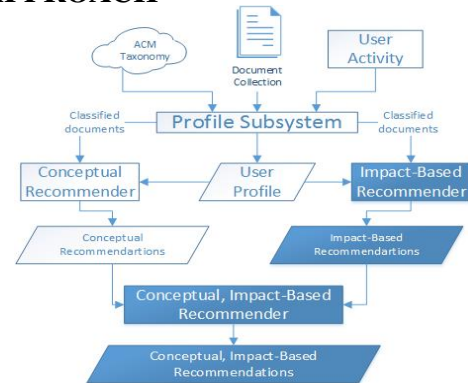 ACM
Taxonomy
Document
Collection
User
Activity
Classified
documents
Profile Subsystem
Classified
documents
Conceptual
Recommender
User
Profile
Impact-Based
Recommender
Conceptual
Recommendartions
Impact-Based
Recommendartions
Conceptual, Impact-Based
Recommender
Conceptual, Impact-Based
Recommendations